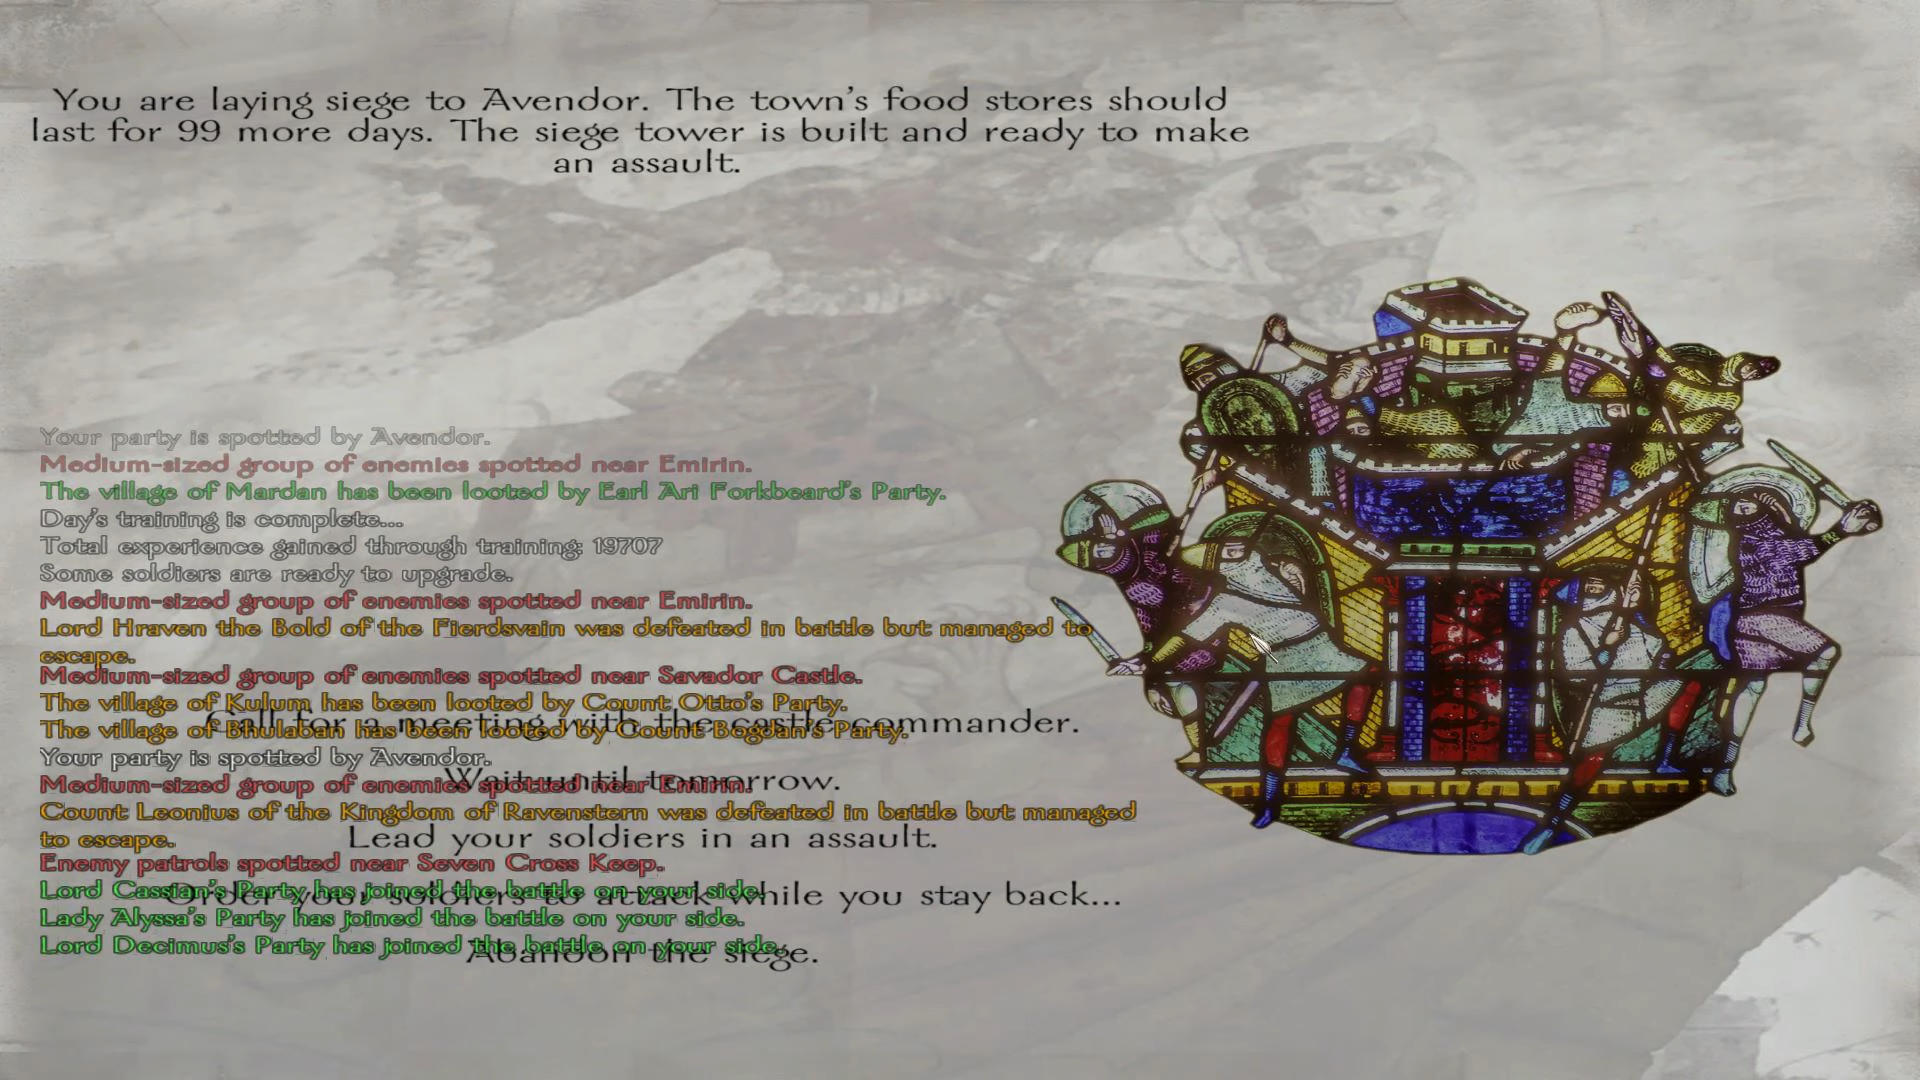 You are laying siege to Avendor. The town's food stores should
last for 99 more days. The siege tower is built and ready to make
an assault.
Your party is spotted by Avendor.
Medium-sized group of enemies spotted near Emirin.
The village of Mardan has been looted by Earl Ari Forkbeard's Party.
Day's training is complete...
Total experience gained through training: 19707
Some soldiers are ready to upgrade.
Medium-sized group of enemies spotted near Emirin.
Lord Hraven the Bold of the Fierdsvain was defeated in battle but managed to
escape.
Medium-sized group of enemies spotted near Savador Castle.
The village of Kulum has been looted by Count Otto's Party.
Call for a meeting with the castle commander.
The village of Bhulaban has been looted by Count Bogdan's Party.
Your party is spotted by Avendor.
Wait until tomorrow.
Medium-sized group of enemies spotted near Emirin.
Count Leonius of the Kingdom of Ravenstern was defeated in battle but managed
to escape.
Lead your soldiers in an assault.
Enemy patrols spotted near Seven Cross Keep.
Lord Cassian's Party has joined the battle on your side.
Order your soldiers to attack while you stay back...
Lady Alyssa's Party has joined the battle on your side.
Lord Decimus's Party has joined the battle on your side.
Abandon the siege.